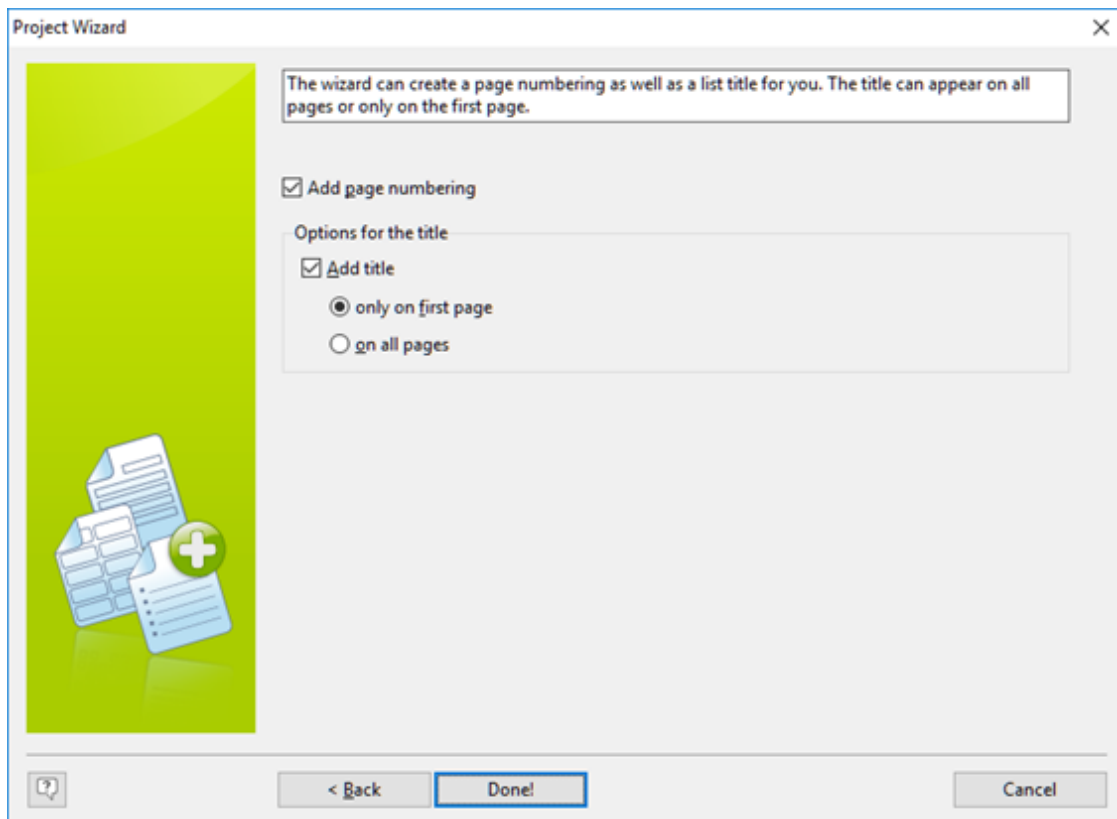 Project Wizard
The wizard can create a page numbering as well as a list title for you. The title can appear on all
pages or only on the first page.
Add page numbering
Options for the title
Add title
only on first page
on all pages
< Back
Done!
Cancel